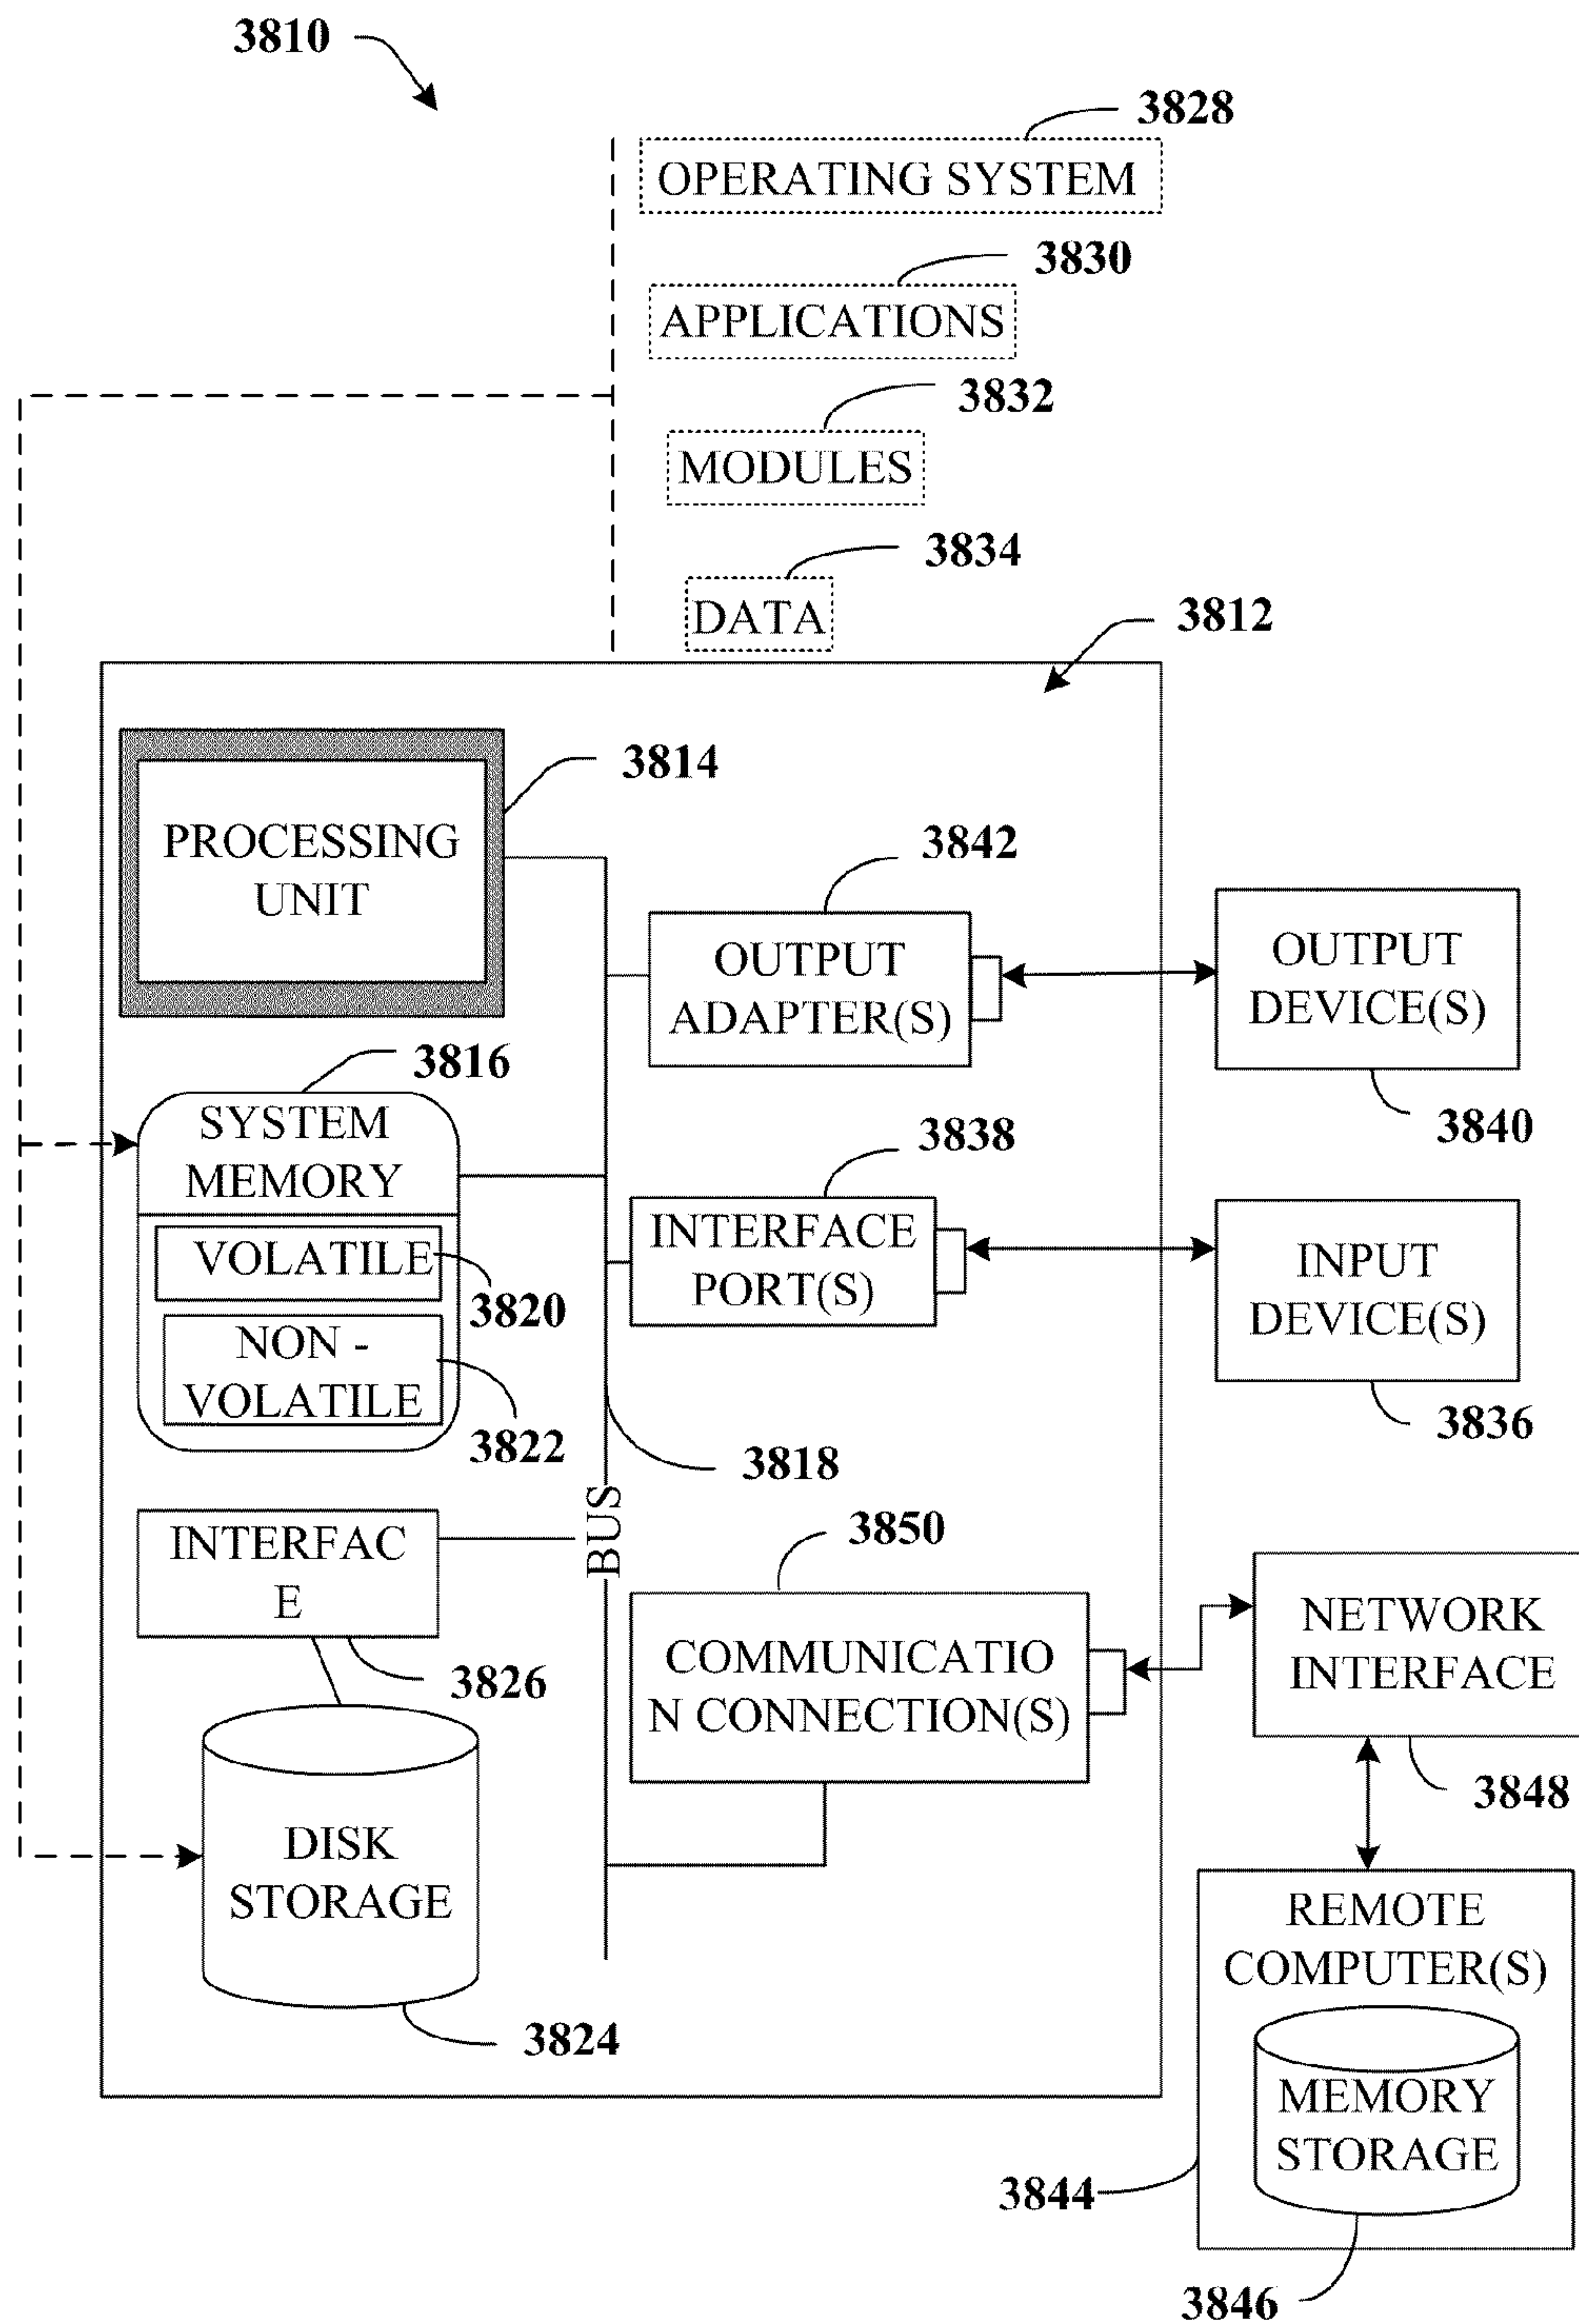 3810
3828
OPERATING SYSTEM
3830
APPLICATIONS
3832
MODULES
3834
DATA
3812
3814
PROCESSING
UNIT
3842
OUTPUT
ADAPTER(S)
OUTPUT
DEVICE(S)
3840
3816
SYSTEM
MEMORY
VOLATILE
3820
NON -
VOLATILE
3822
3838
INTERFACE
PORT(S)
INPUT
DEVICE(S)
3836
3818
BUS
INTERFAC
E
3826
3850
COMMUNICATIO
N CONNECTION(S)
NETWORK
INTERFACE
3848
DISK
STORAGE
3824
REMOTE
COMPUTER(S)
MEMORY
STORAGE
3844
3846